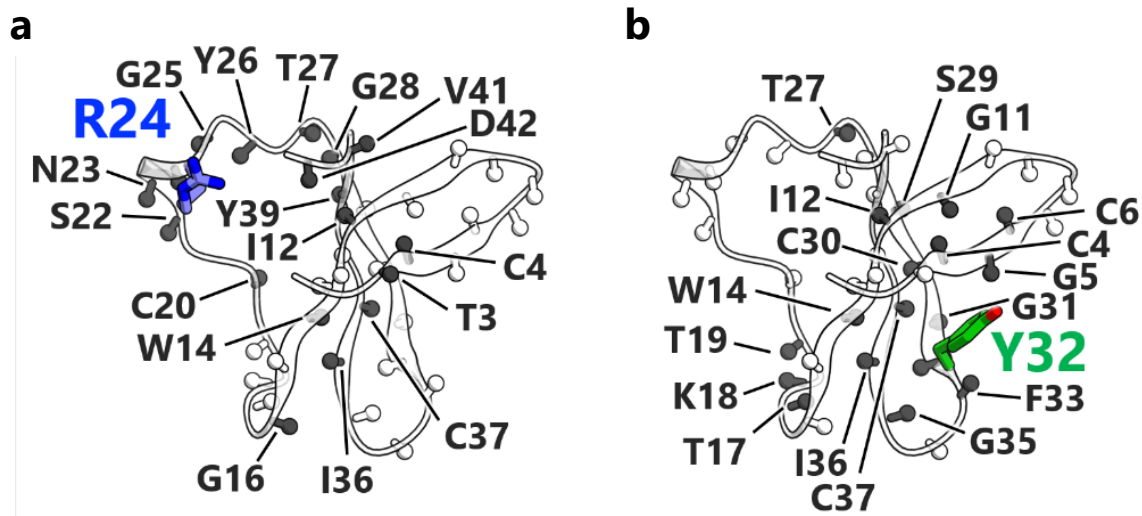 a
G25
Y26
T27
G28
V41
D42
R24
N23
S22
Y39
I12
C4
C20
T3
W14
C37
G16
I36
b
T27
S29
G11
I12
C6
C30
C4
G5
W14
G31
T19
Y32
K18
F33
T17
G35
I36
C37